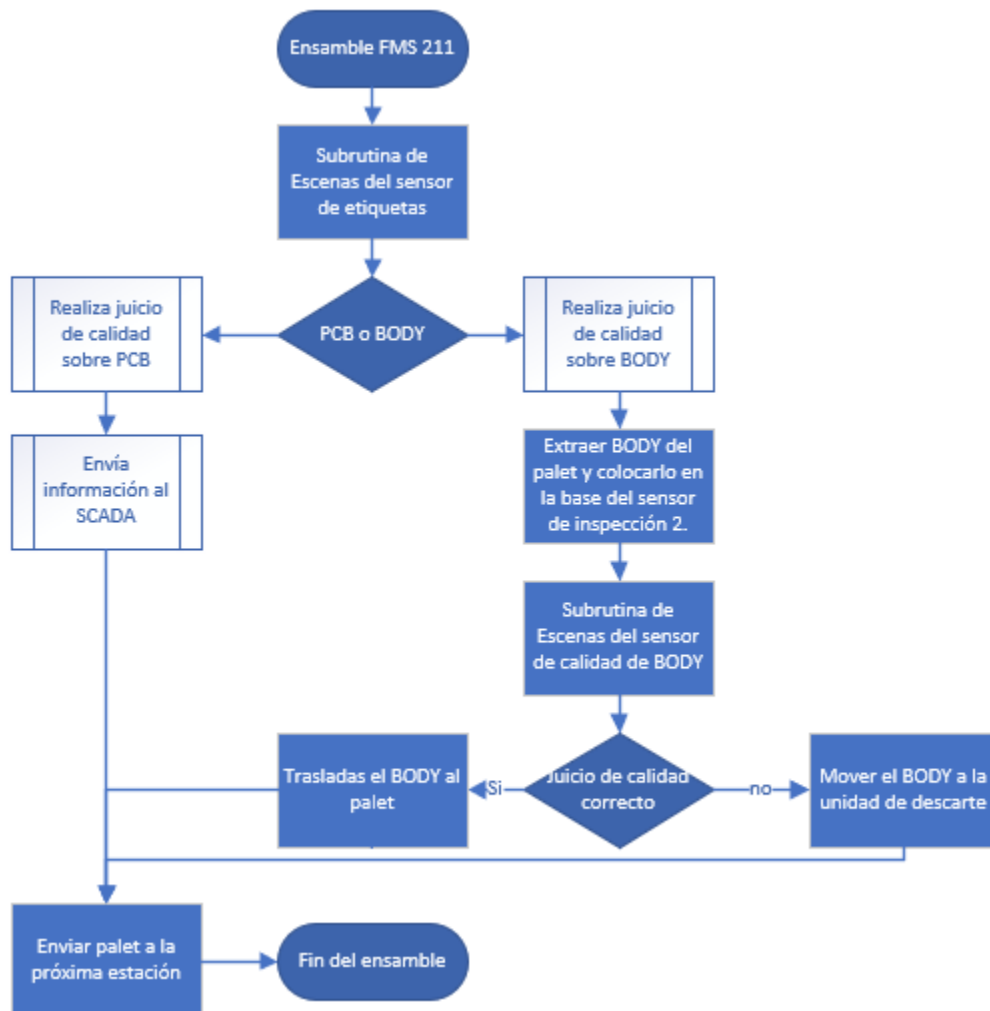 Ensamble FMS 211
Subrutina de
Escenas del sensor
de etiquetas
Realiza juicio
de calidad
sobre PCB
PCB o BODY
Realiza juicio
de calidad
sobre BODY
Envía
información al
SCADA
Extraer BODY del
palet y colocarlo en
la base del sensor
de inspección 2.
Subrutina de
Escenas del sensor
de calidad de BODY
Trasladas el BODY al
palet
Si
Juicio de calidad
correcto
no
Mover el BODY a la
unidad de descarte
Enviar palet a la
próxima estación
Fin del ensamble